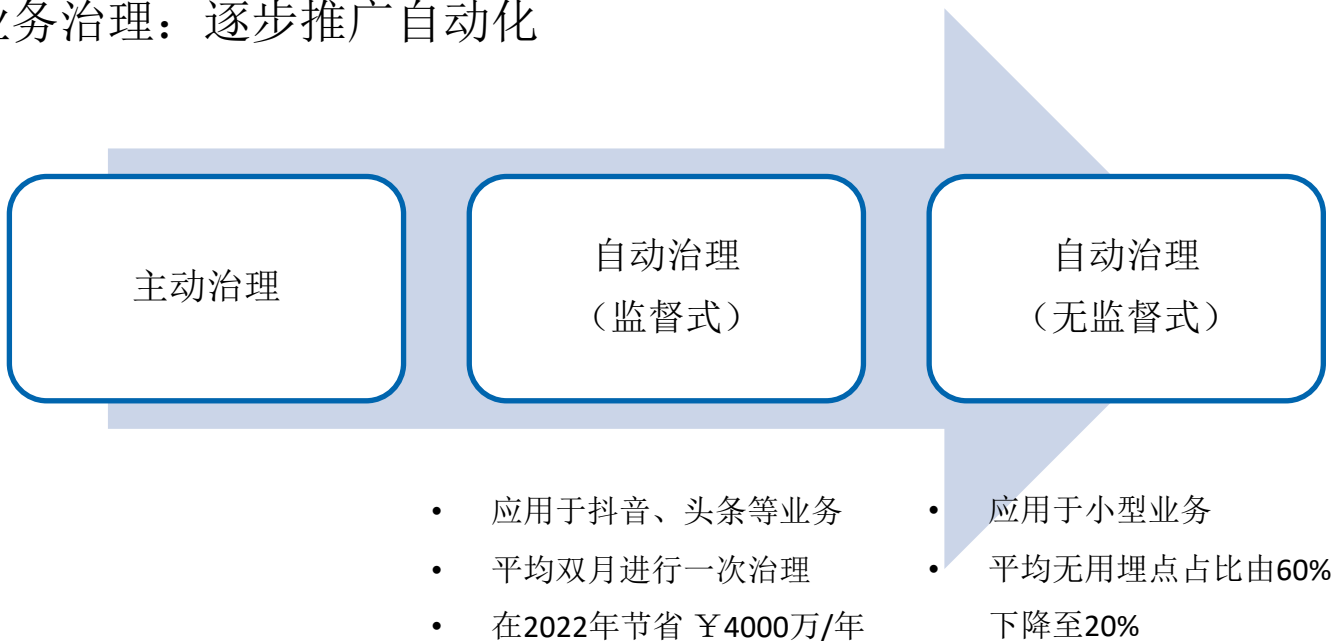 务治理：逐步推广自动化
主动治理
自动治理
（监督式）
自动治理
（无监督式）
• 应用于抖音、头条等业务
• 平均双月进行一次治理
• 在2022年节省 ￥4000万/年
• 应用于小型业务
• 平均无用埋点占比由60%
下降至20%